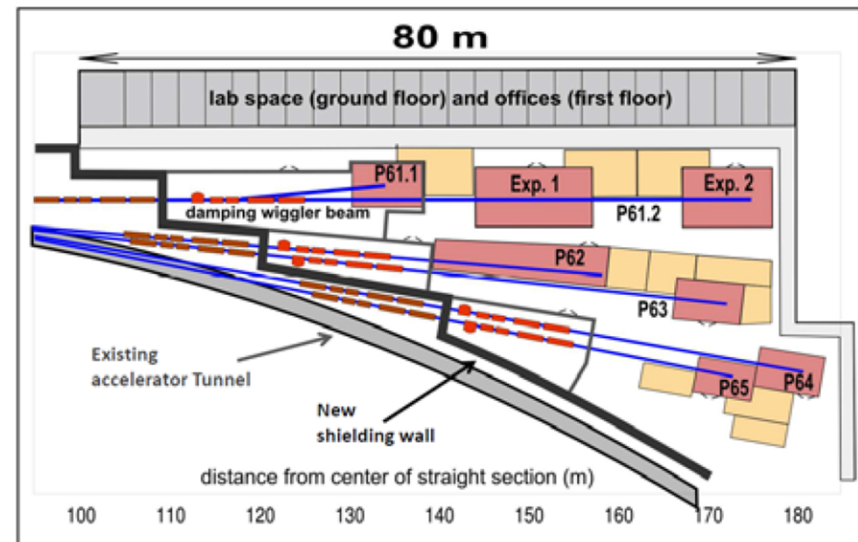 80 m
lab space (ground floor) and offices (first floor)
P61.1
Exp. 1
Exp. 2
damping wiggler beam
P61.2
P62
P63
Existing
accelerator Tunnel
P65
P64
New
shielding wall
distance from center of straight section (m)
100 110 120 130 140 150 160 170 180